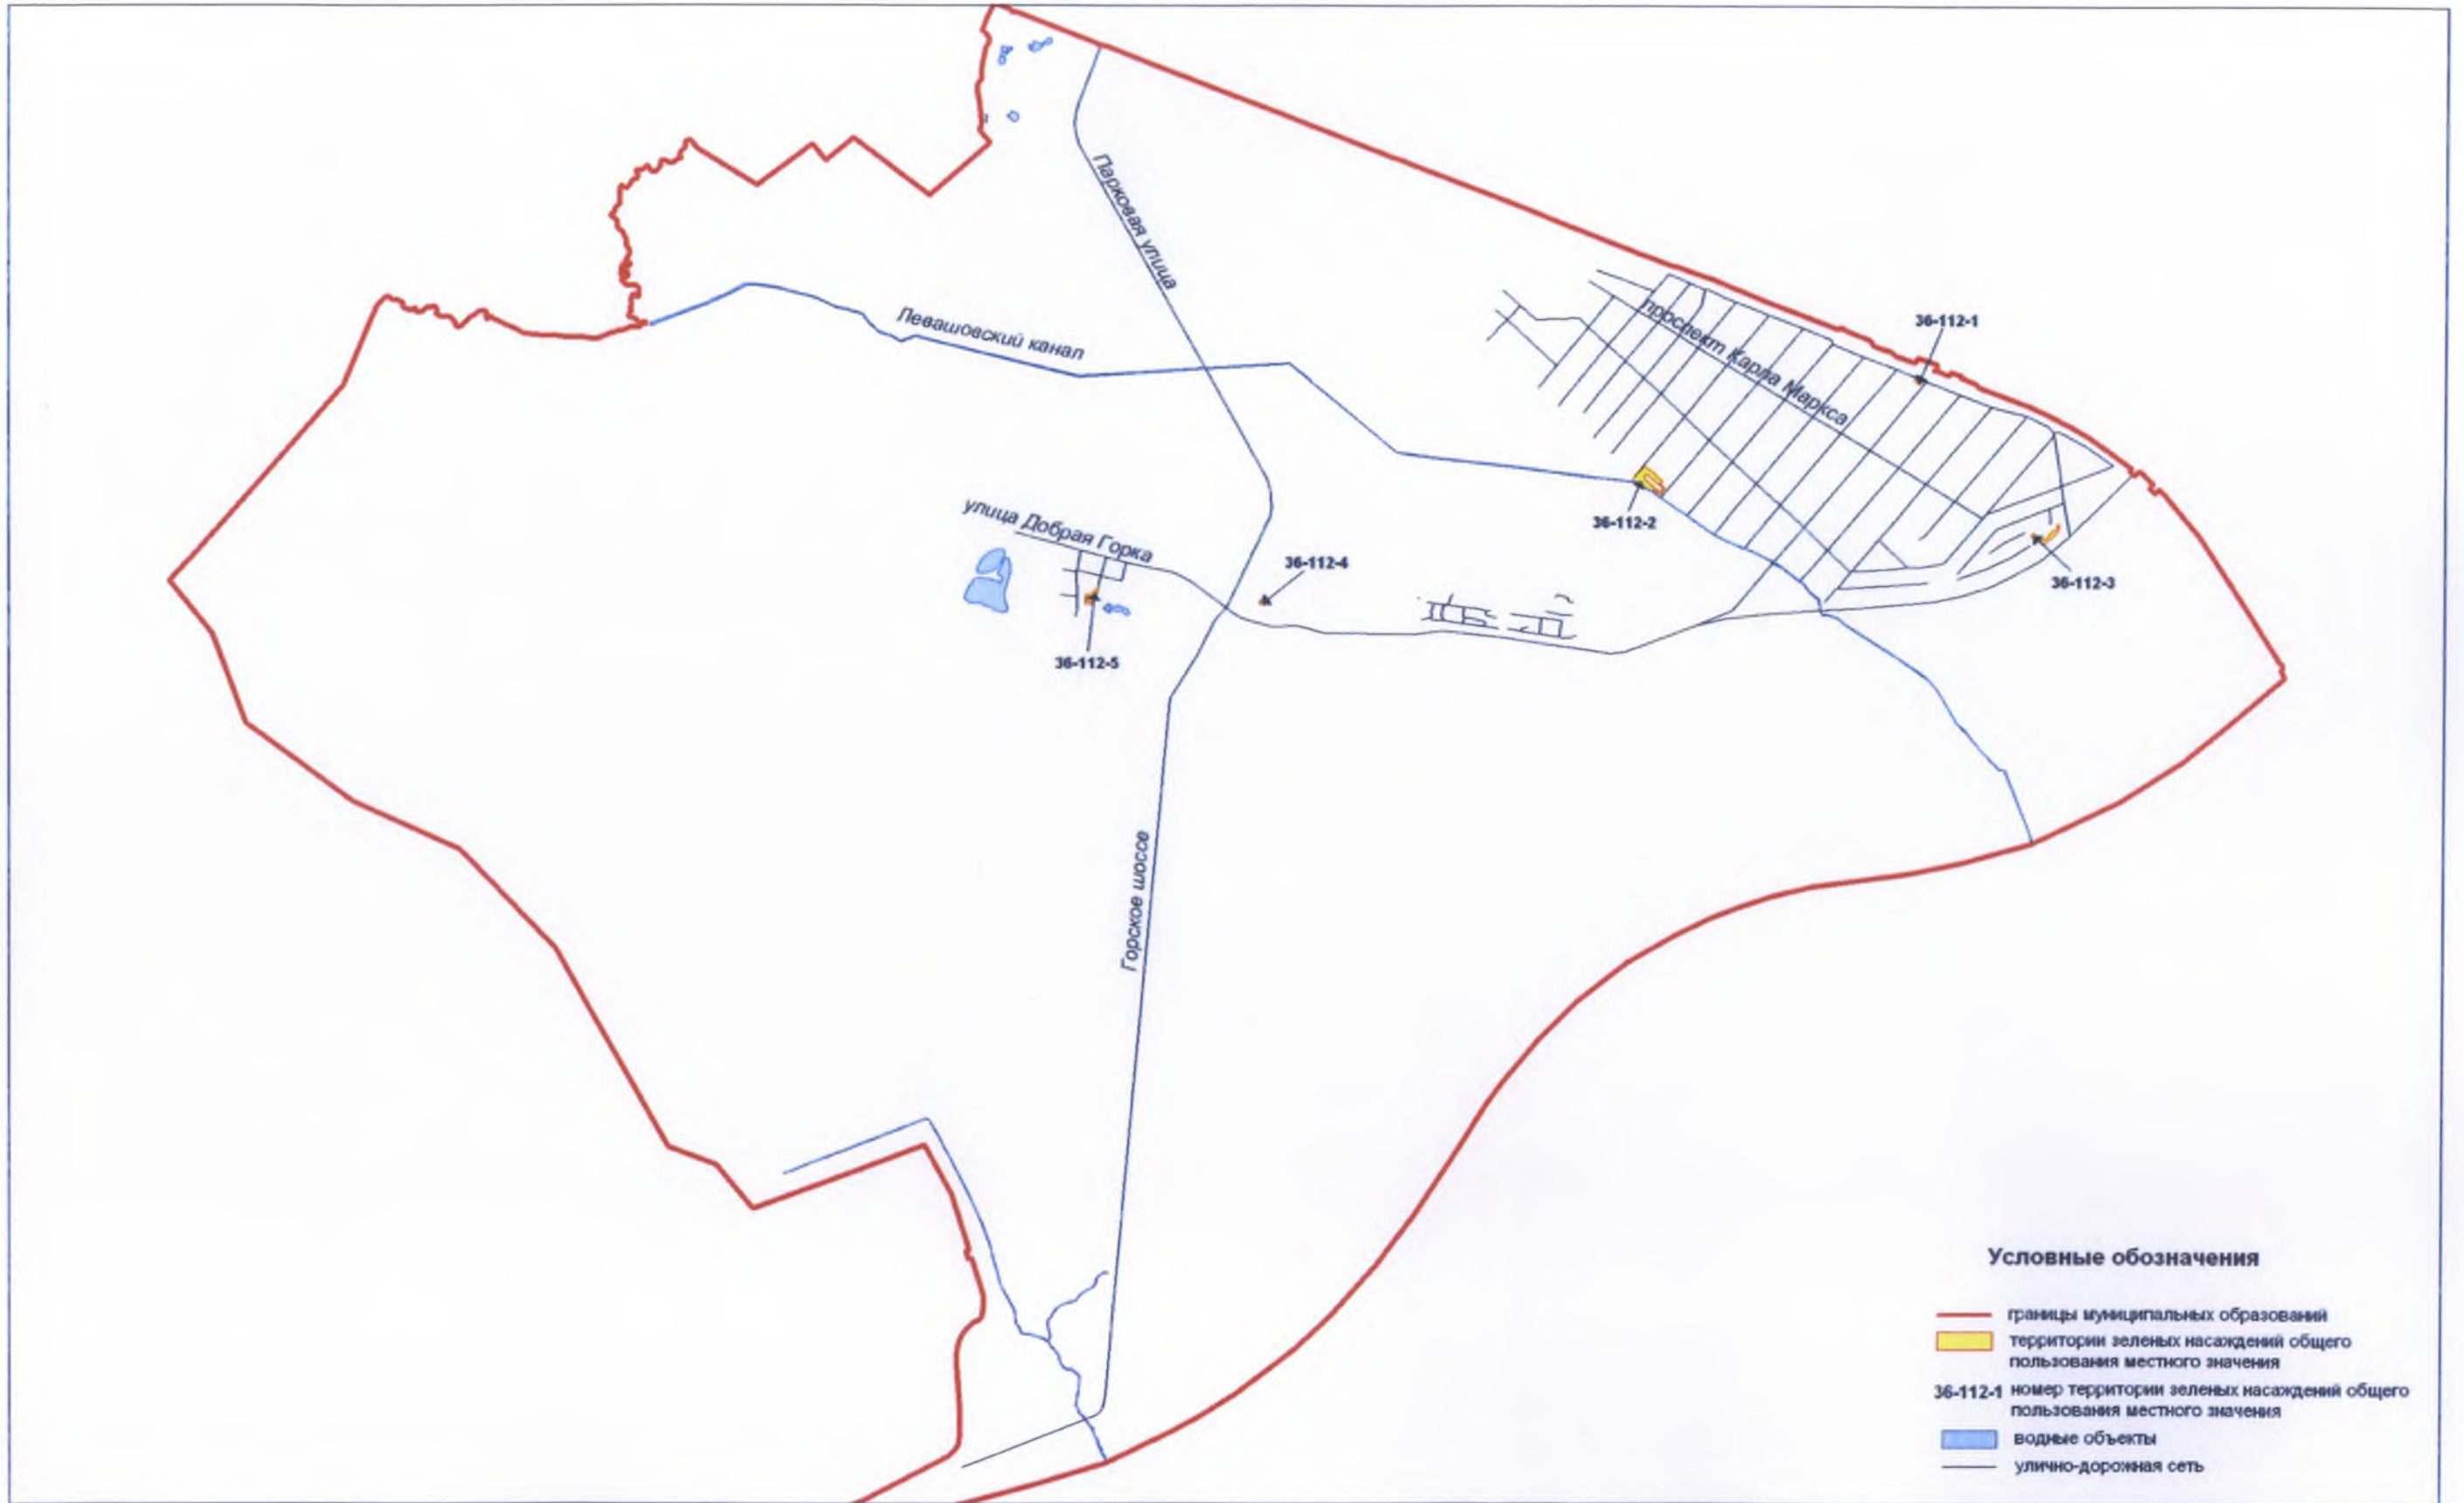 Парковая улица
Левашовский канал
проспект Карла Маркса
36-112-1
36-112-2
улица Добрая Горка
36-112-4
36-112-3
36-112-5
Горское шоссе
Условные обозначения
границы муниципальных образований
территории зеленых насаждений общего
пользования местного значения
36-112-1 номер территории зеленых насаждений общего
пользования местного значения
водные объекты
улично-дорожная сеть